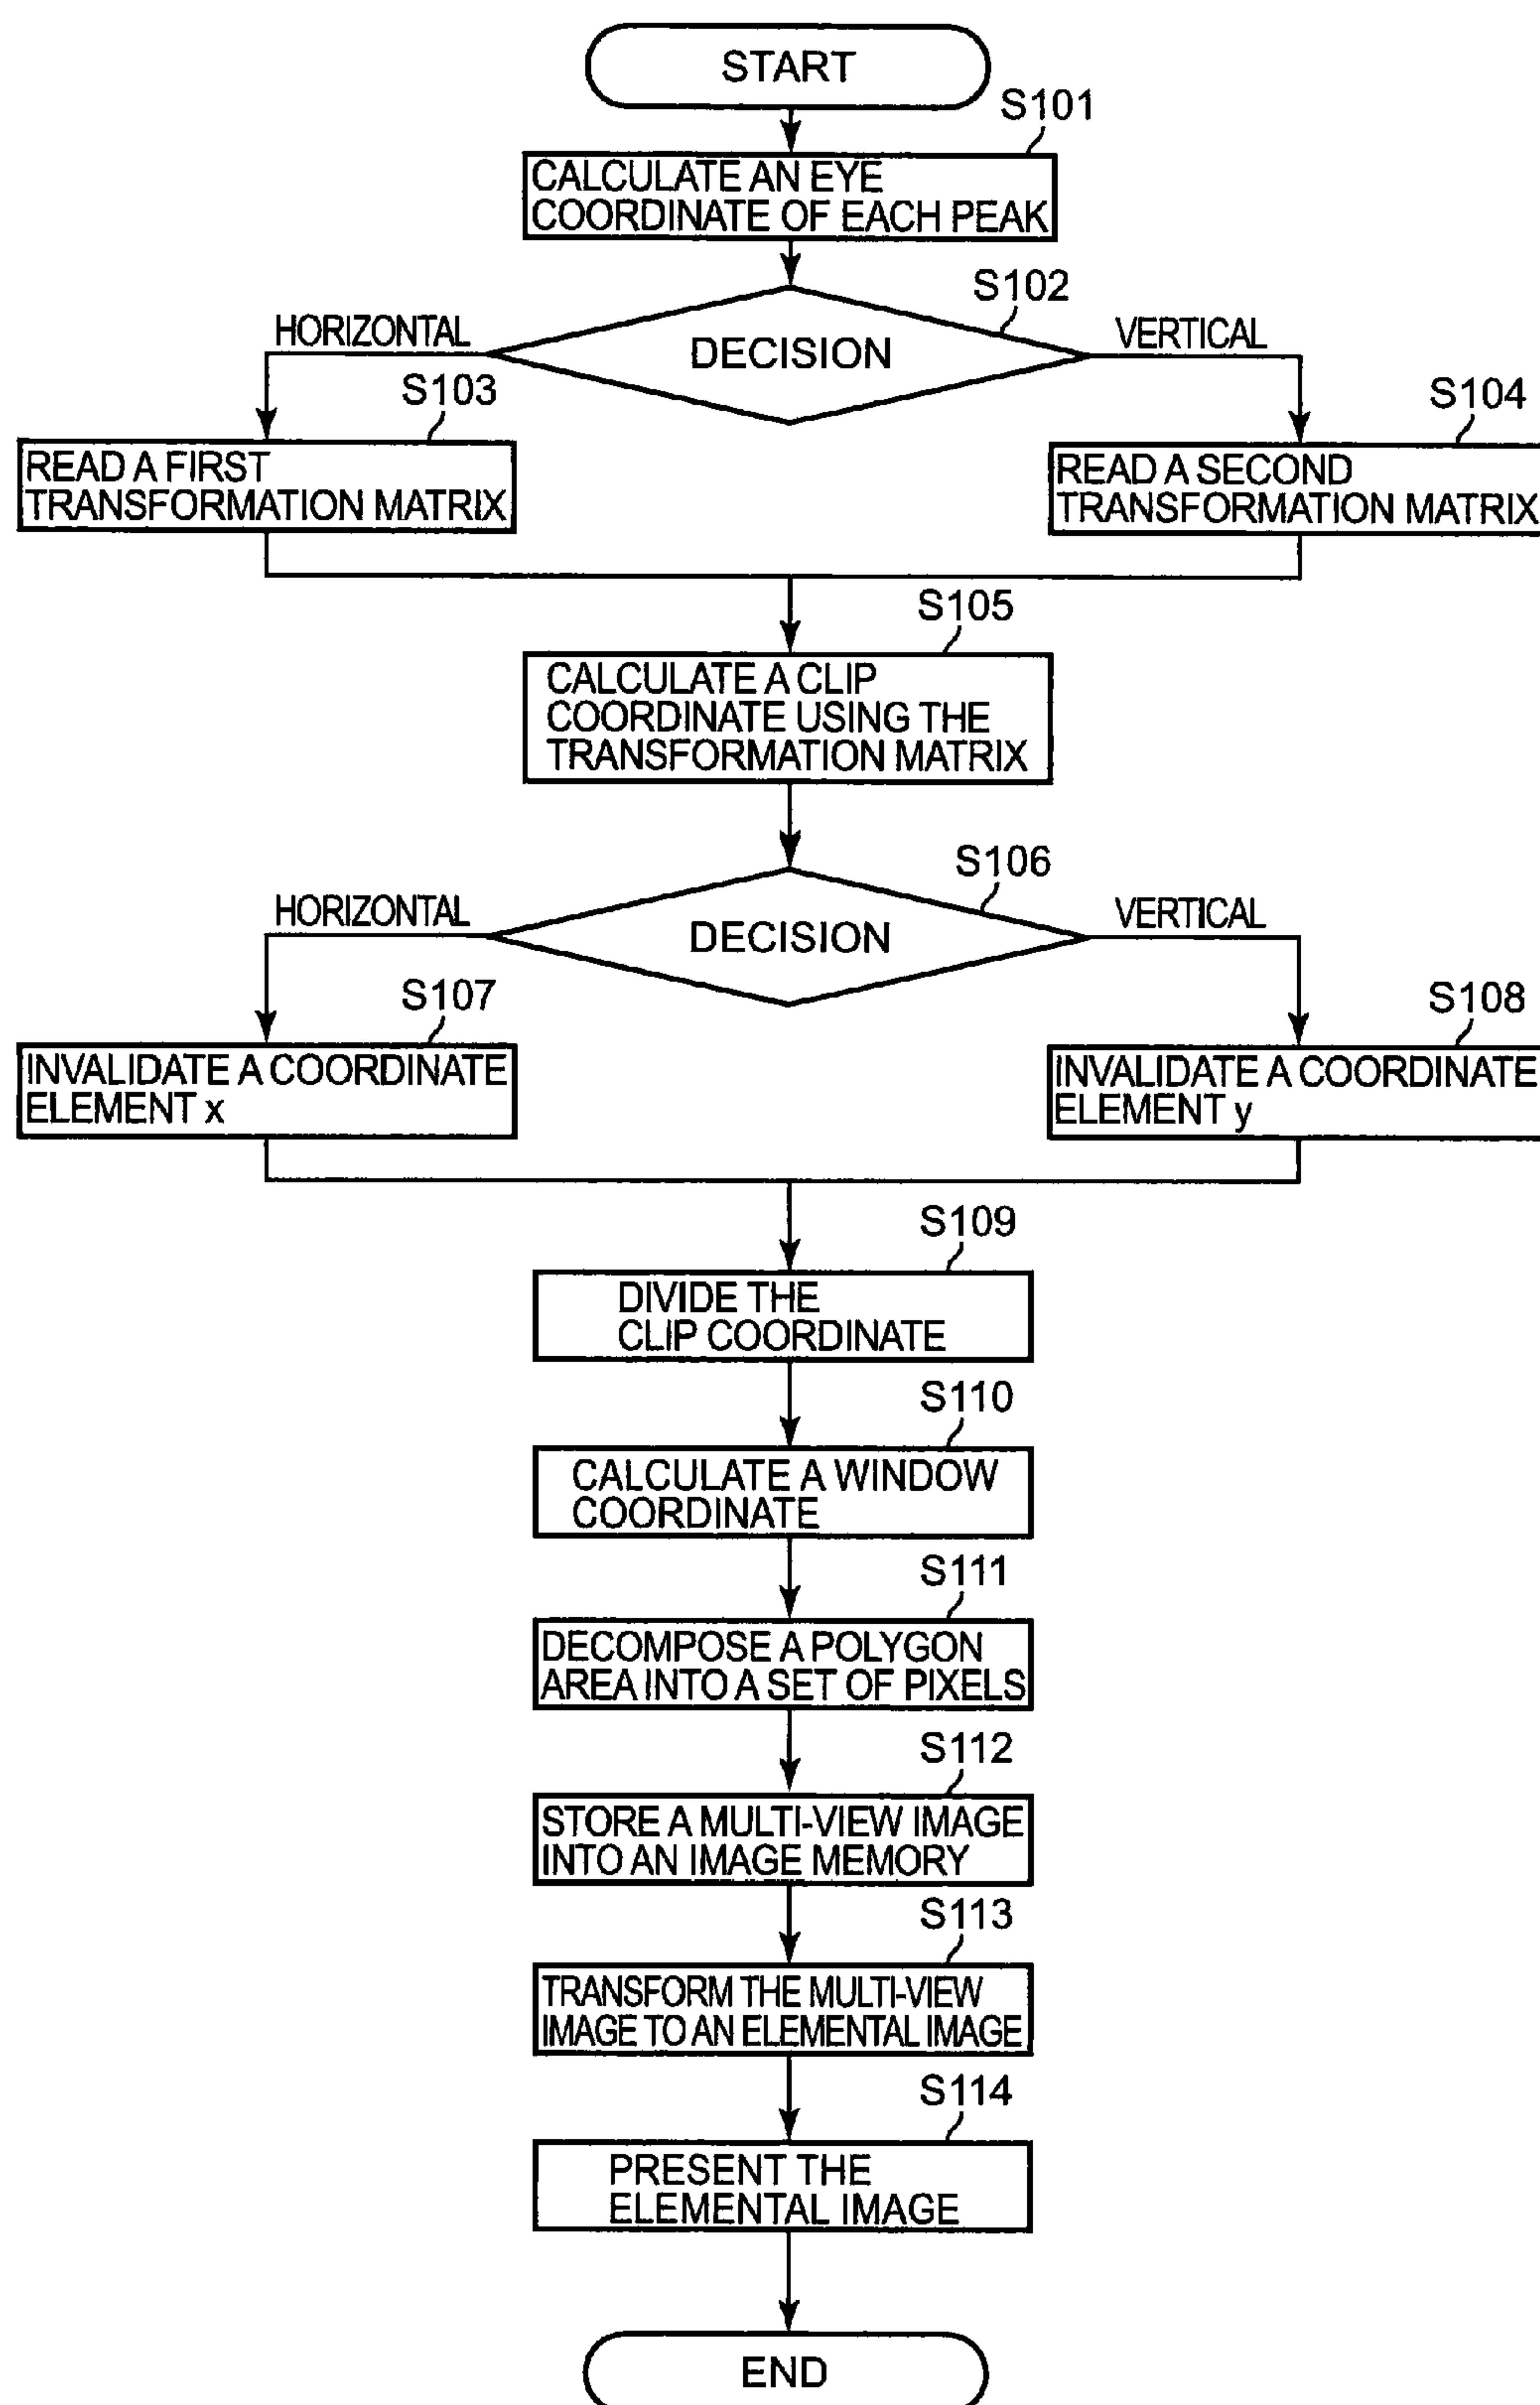 START
S101
CALCULATE AN EYE
COORDINATE OF EACH PEAK
S102
HORIZONTAL
DECISION
VERTICAL
S103
S104
READ A FIRST
TRANSFORMATION MATRIX
READ A SECOND
TRANSFORMATION MATRIX
S105
CALCULATE A CLIP
COORDINATE USING THE
TRANSFORMATION MATRIX
S106
HORIZONTAL
DECISION
VERTICAL
S107
S108
INVALIDATE A COORDINATE
ELEMENT x
INVALIDATE A COORDINATE
ELEMENT y
S109
DIVIDE THE
CLIP COORDINATE
S110
CALCULATE A WINDOW
COORDINATE
S111
DECOMPOSE A POLYGON
AREA INTO A SET OF PIXELS
S112
STORE A MULTI-VIEW IMAGE
INTO AN IMAGE MEMORY
S113
TRANSFORM THE MULTI-VIEW
IMAGE TO AN ELEMENTAL IMAGE
S114
PRESENT THE
ELEMENTAL IMAGE
END